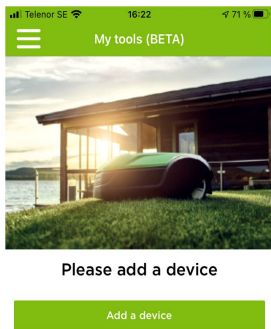 Telenor SE 16:22 71 %
My tools (BETA)
Please add a device
Add a device